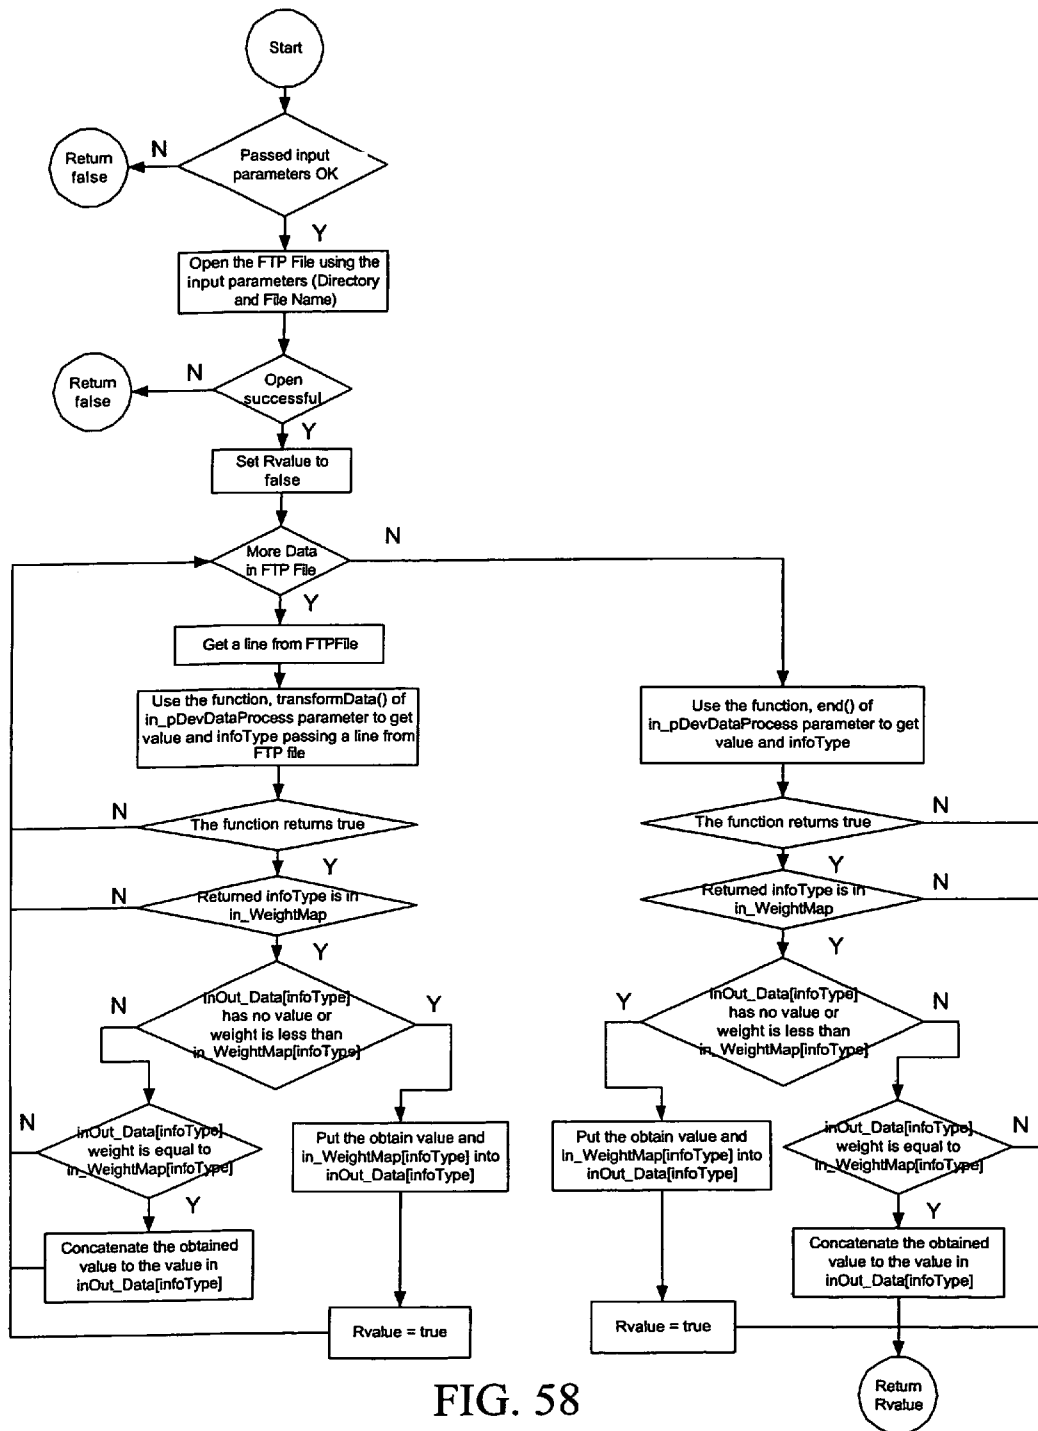 Start
Passed input
parameters OK
N
Return
false
Y
Open the FTP File using the
input parameters (Directory
and File Name)
Open
successful
N
Return
false
Y
Set Rvalue to
false
More Data
in FTP File
N
Y
Get a line from FTPFile
Use the function, transformData() of
in_pDevDataProcess parameter to get
value and infoType passing a line from
FTP file
N
The function returns true
Y
N
Returned infoType is in
in_WeightMap
Y
N
inOut_Data[infoType]
has no value or
weight is less than
in_WeightMap[infoType]
Y
N
inOut_Data[infoType]
weight is equal to
in_WeightMap[infoType]
Y
Concatenate the obtained
value to the value in
inOut_Data[infoType]
Put the obtain value and
in_WeightMap[infoType] into
inOut_Data[infoType]
Rvalue = true
Use the function, end() of
in_pDevDataProcess parameter to get
value and infoType
The function returns true
N
Y
Returned infoType is in
in_WeightMap
N
Y
Y
inOut_Data[infoType]
has no value or
weight is less than
in_WeightMap[infoType]
N
Put the obtain value and
in_WeightMap[infoType] into
inOut_Data[infoType]
Rvalue = true
inOut_Data[infoType]
weight is equal to
in_WeightMap[infoType]
N
Y
Concatenate the obtained
value to the value in
inOut_Data[infoType]
Return
Rvalue
FIG. 58